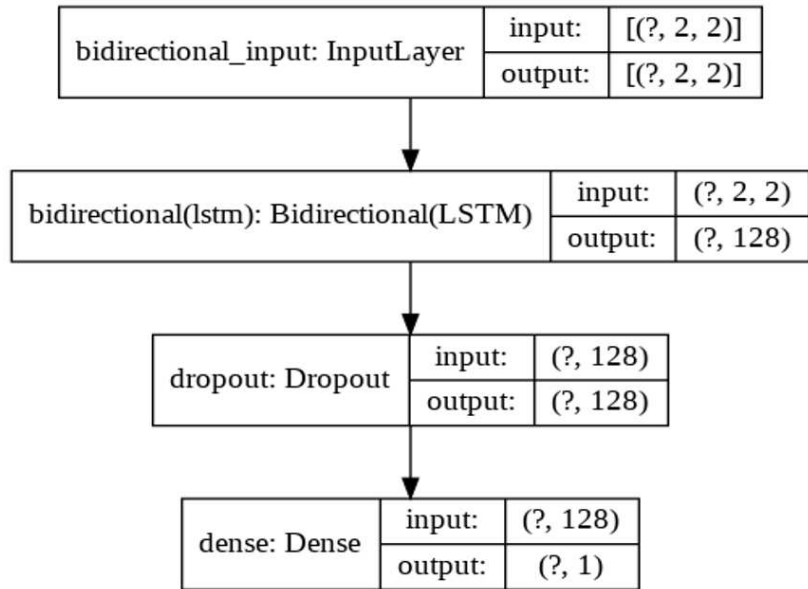 bidirectional_input: InputLayer
input: [(?, 2, 2)]
output: [(?, 2, 2)]
bidirectional(lstm): Bidirectional(LSTM)
input: (?, 2, 2)
output: (?, 128)
dropout: Dropout
input: (?, 128)
output: (?, 128)
dense: Dense
input: (?, 128)
output: (?, 1)